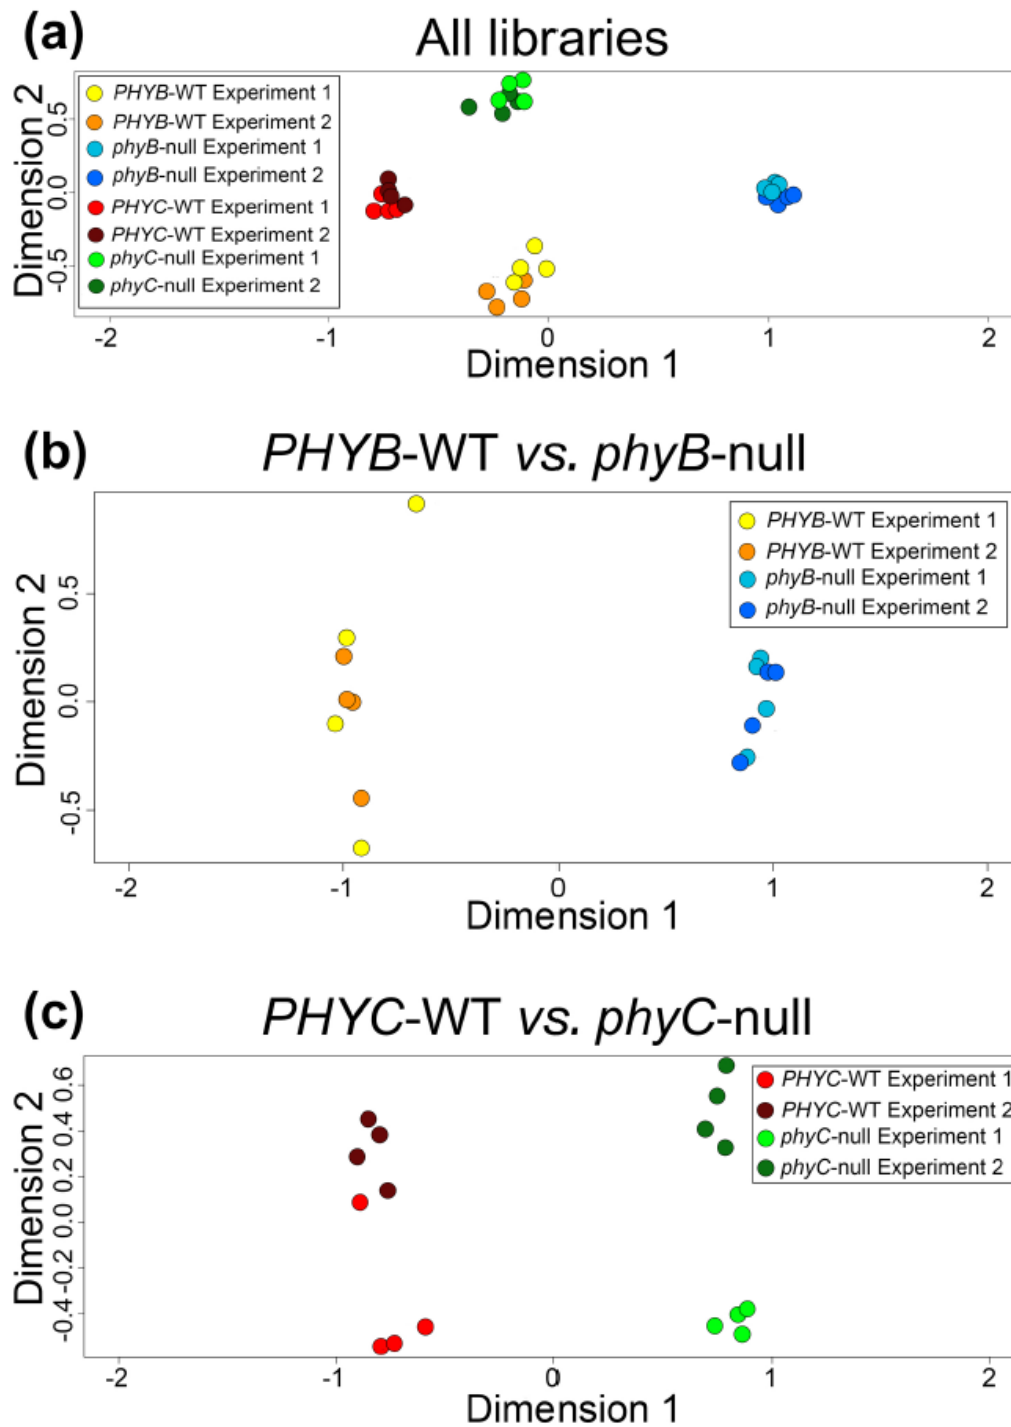 (a) All libraries
Dimension 2
0.5
0.0
-0.5
PHYB-WT Experiment 1
PHYB-WT Experiment 2
phyB-null Experiment 1
phyB-null Experiment 2
PHYC-WT Experiment 1
PHYC-WT Experiment 2
phyC-null Experiment 1
phyC-null Experiment 2
-2 -1 0 1 2
Dimension 1
(b) PHYB-WT vs. phyB-null
Dimension 2
0.5
0.0
-0.5
PHYB-WT Experiment 1
PHYB-WT Experiment 2
phyB-null Experiment 1
phyB-null Experiment 2
-2 -1 0 1 2
Dimension 1
(c) PHYC-WT vs. phyC-null
Dimension 2
0.6
0.4
0.2
0.0
-0.2
-0.4
PHYC-WT Experiment 1
PHYC-WT Experiment 2
phyC-null Experiment 1
phyC-null Experiment 2
-2 -1 0 1 2
Dimension 1